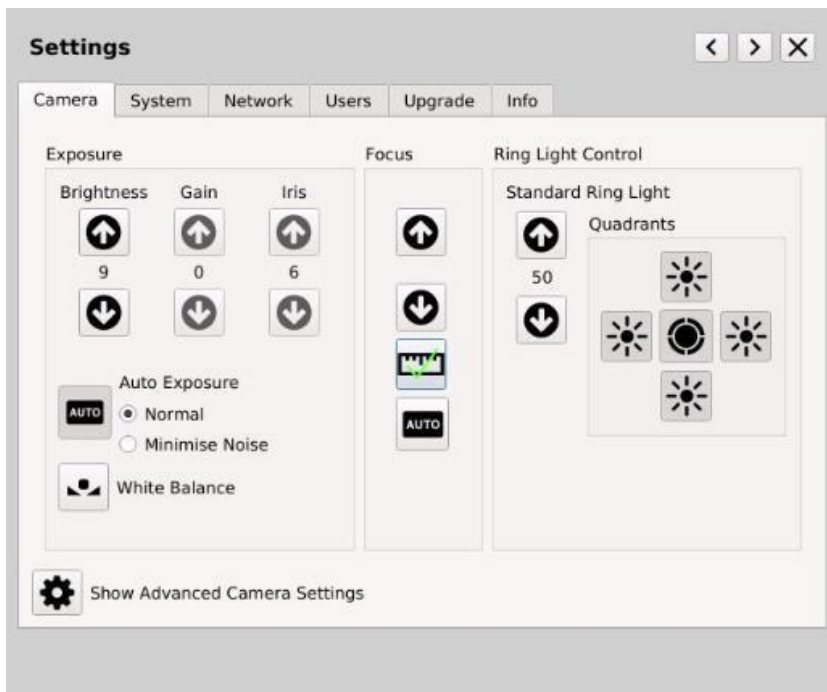 Settings
Camera System Network Users Upgrade Info
Exposure Focus Ring Light Control
Brightness Gain Iris Standard Ring Light
Quadrants
9 0 6 50
Auto Exposure
AUTO Normal AUTO
Minimise Noise
White Balance
Show Advanced Camera Settings